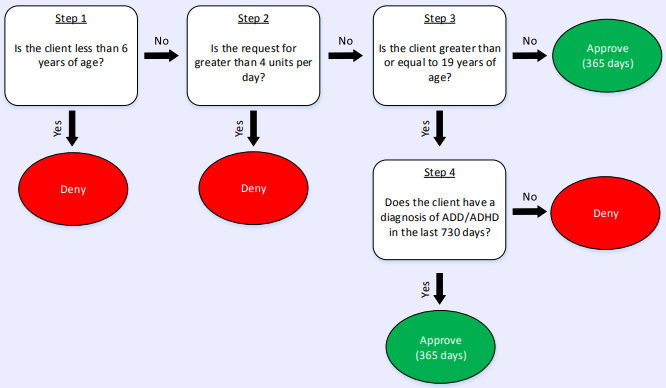 Step 1
Is the client less than 6
years of age?
No
Step 2
Is the request for
greater than 4 units per
day?
No
Step 3
Is the client greater than
or equal to 19 years of
age?
No
Approve
(365 days)
Yes
Yes
Yes
Deny
Deny
Step 4
Does the client have a
diagnosis of ADD/ADHD
in the last 730 days?
No
Deny
Yes
Approve
(365 days)